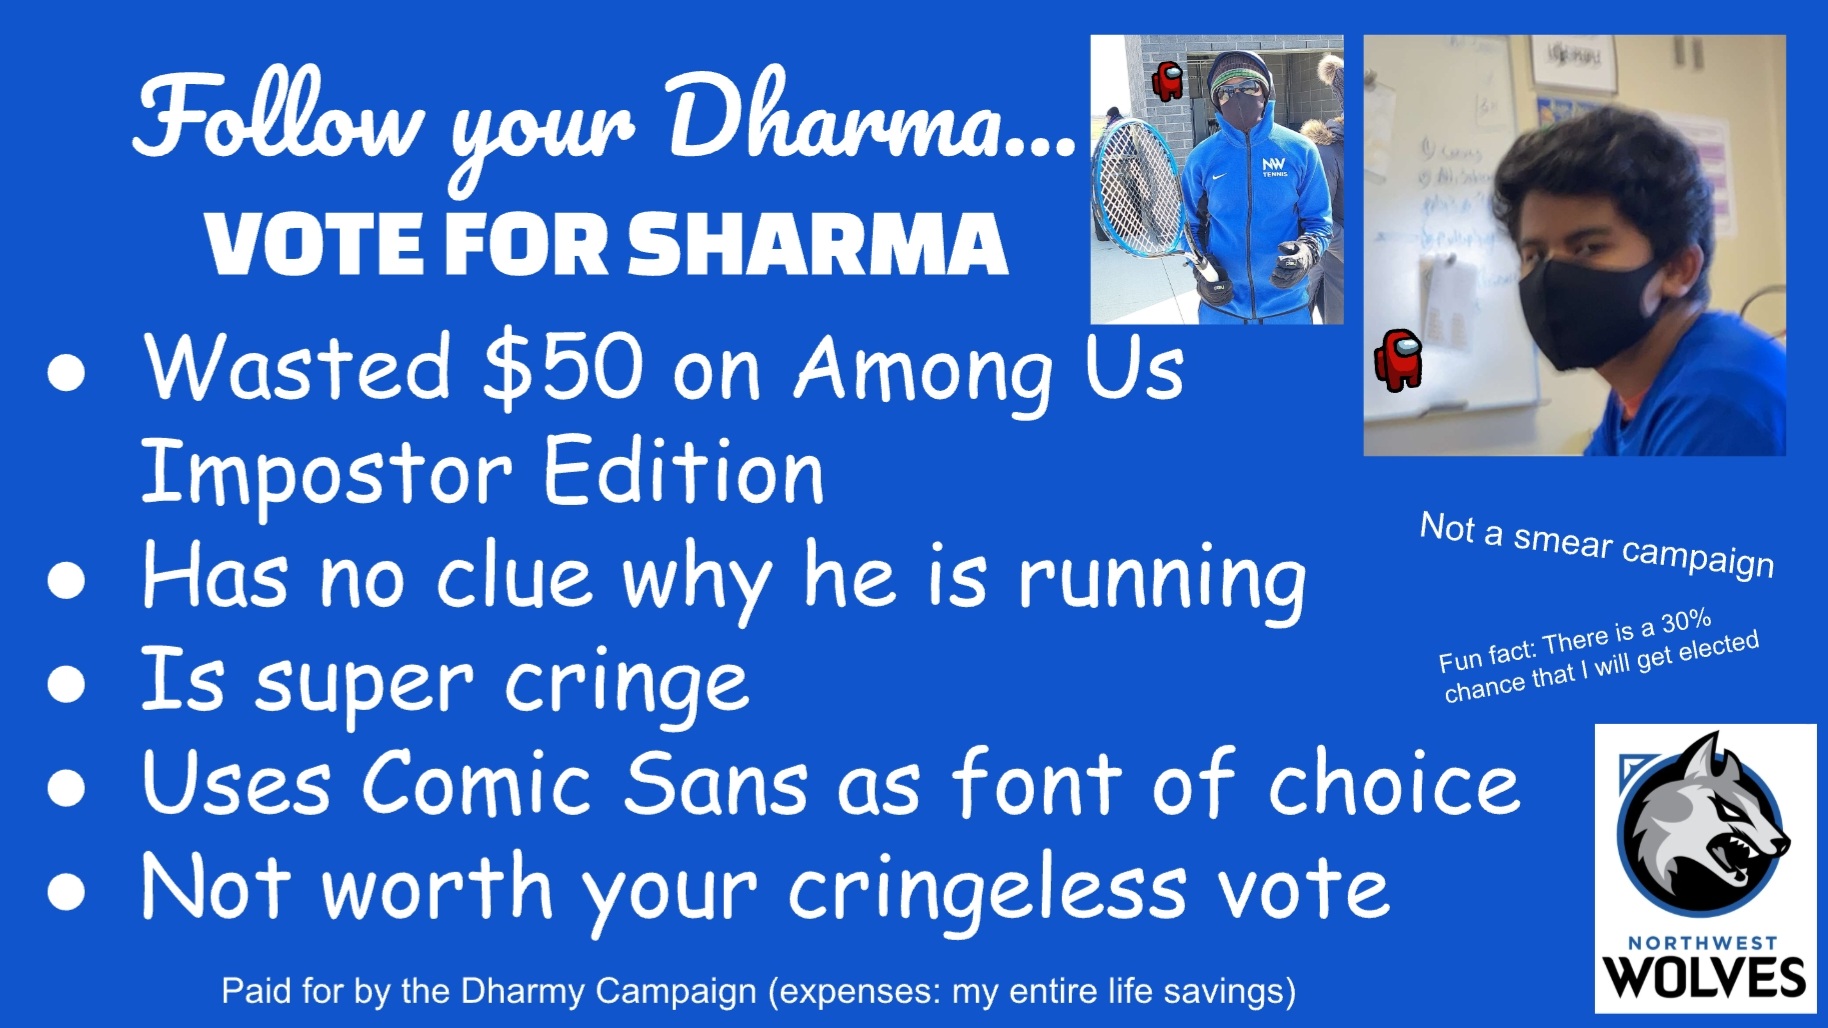 Follow your Dharma...
VOTE FOR SHARMA
NW
TENNIS
● Wasted $50 on Among Us
Impostor Edition
● Has no clue why he is running
● Is super cringe
● Uses Comic Sans as font of choice
● Not worth your cringeless vote
Not a smear campaign
Fun fact: There is a 30%
chance that I will get elected
NORTHWEST
WOLVES
Paid for by the Dharmy Campaign (expenses: my entire life savings)